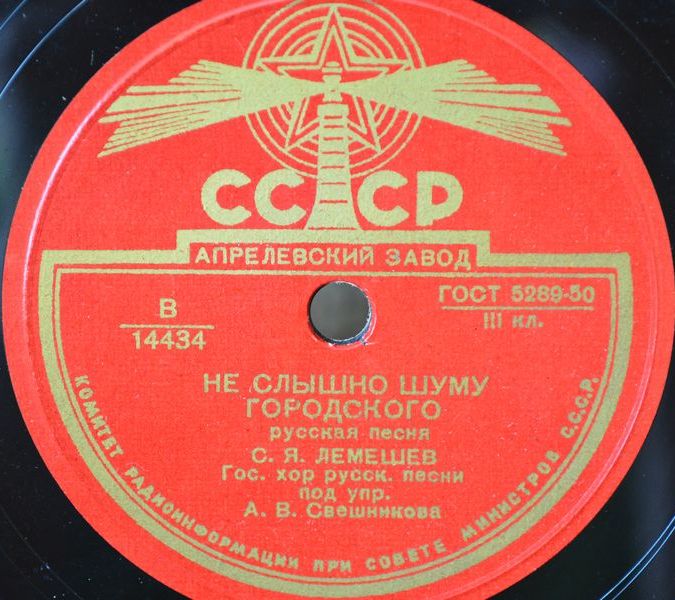 СССР
АПРЕЛЕВСКИЙ ЗАВОД
В
14434
ГОСТ 5289-50
III кл.
НЕ СЛЫШНО ШУМУ
ГОРОДСКОГО
русская песня
С. Я. ЛЕМЕШЕВ
Гос. хор русск. песни
под упр.
А. В. Свешникова
КОМИТЕТ РАДИОИНФОРМАЦИИ ПРИ СОВЕТЕ МИНИСТРОВ С.С.С.Р.